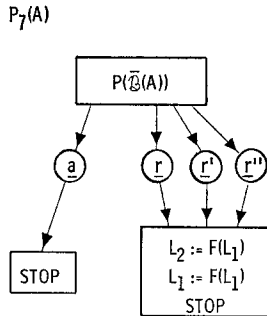 P₇(A)
P(𝔅̄(A))
a r r' r"
STOP
L₂ := F(L₁)
L₁ := F(L₁)
STOP